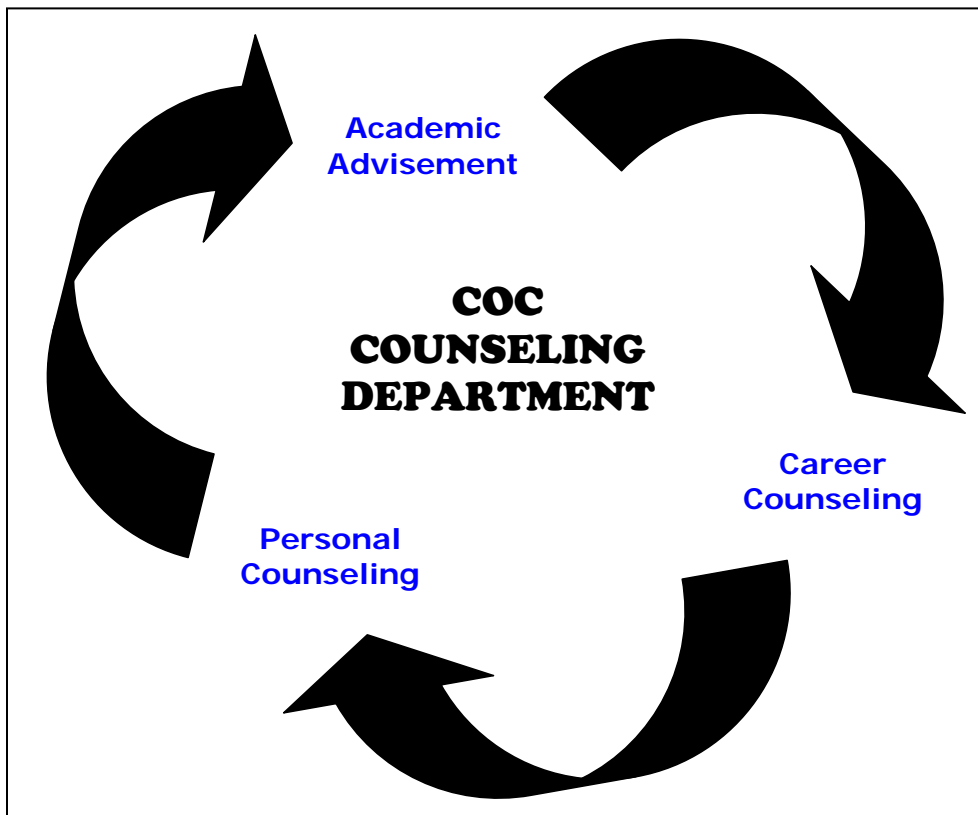 Academic
Advisement
COC
COUNSELING
DEPARTMENT
Career
Counseling
Personal
Counseling